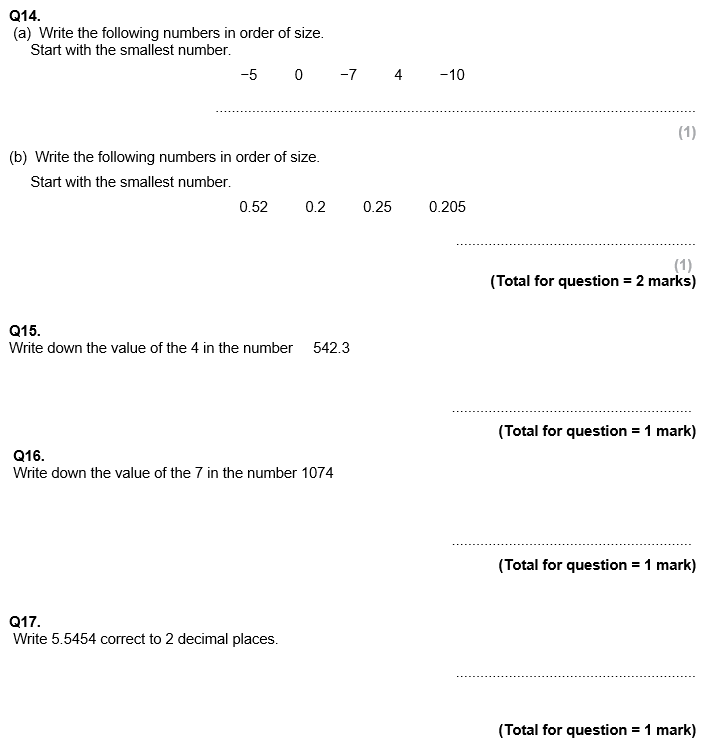 Q14.
(a) Write the following numbers in order of size.
Start with the smallest number.
−5 0 −7 4 −10
........................................................................................................................
(1)
(b) Write the following numbers in order of size.
Start with the smallest number.
0.52 0.2 0.25 0.205
............................................................
(1)
(Total for question = 2 marks)
Q15.
Write down the value of the 4 in the number 542.3
............................................................
(Total for question = 1 mark)
Q16.
Write down the value of the 7 in the number 1074
............................................................
(Total for question = 1 mark)
Q17.
Write 5.5454 correct to 2 decimal places.
............................................................
(Total for question = 1 mark)